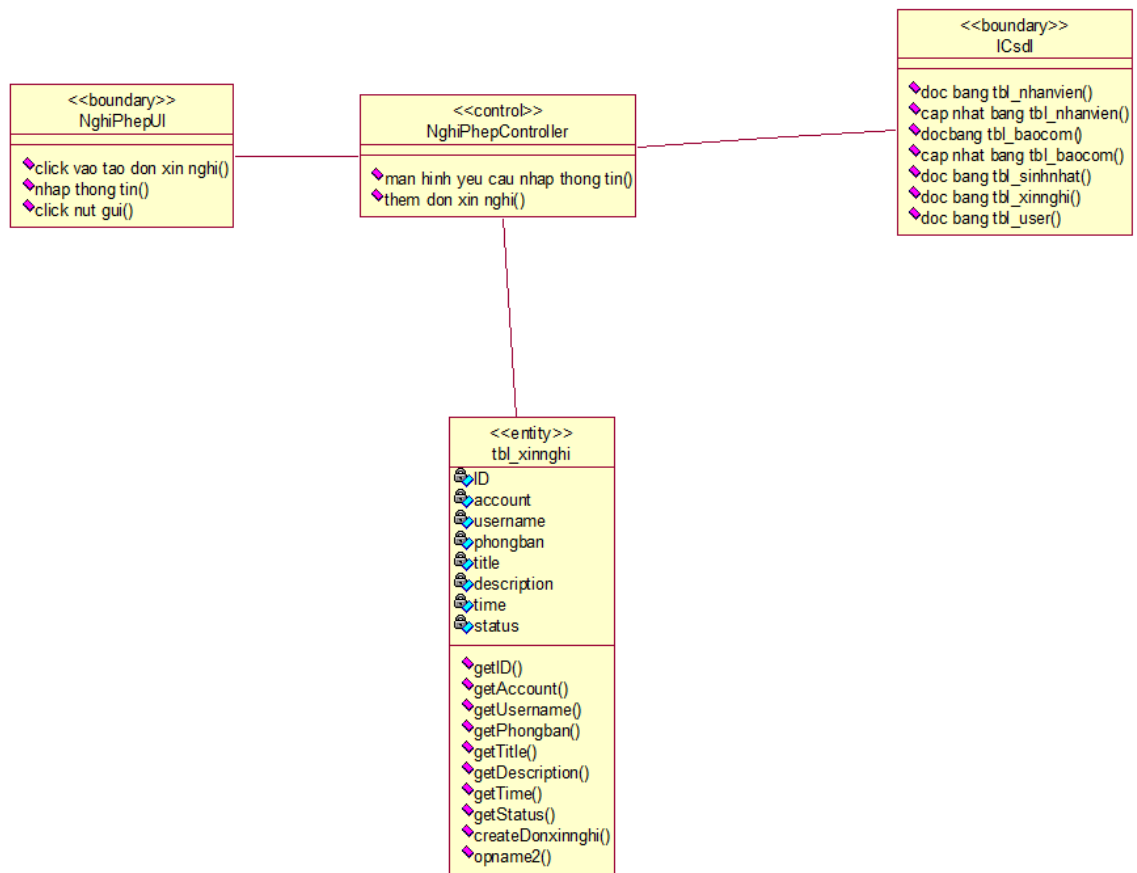 <<boundary>>
NghiPhepUI
click vao tao don xin nghi()
nhap thong tin()
click nut gui()
<<control>>
NghiPhepController
man hinh yeu cau nhap thong tin()
them don xin nghi()
<<boundary>>
ICsdl
doc bang tbl_nhanvien()
cap nhat bang tbl_nhanvien()
docbang tbl_baocom()
cap nhat bang tbl_baocom()
doc bang tbl_sinhnhat()
doc bang tbl_xinnghi()
doc bang tbl_user()
<<entity>>
tbl_xinnghi
ID
account
username
phongban
title
description
time
status
getID()
getAccount()
getUsername()
getPhongban()
getTitle()
getDescription()
getTime()
getStatus()
createDonxinnghi()
opname2()